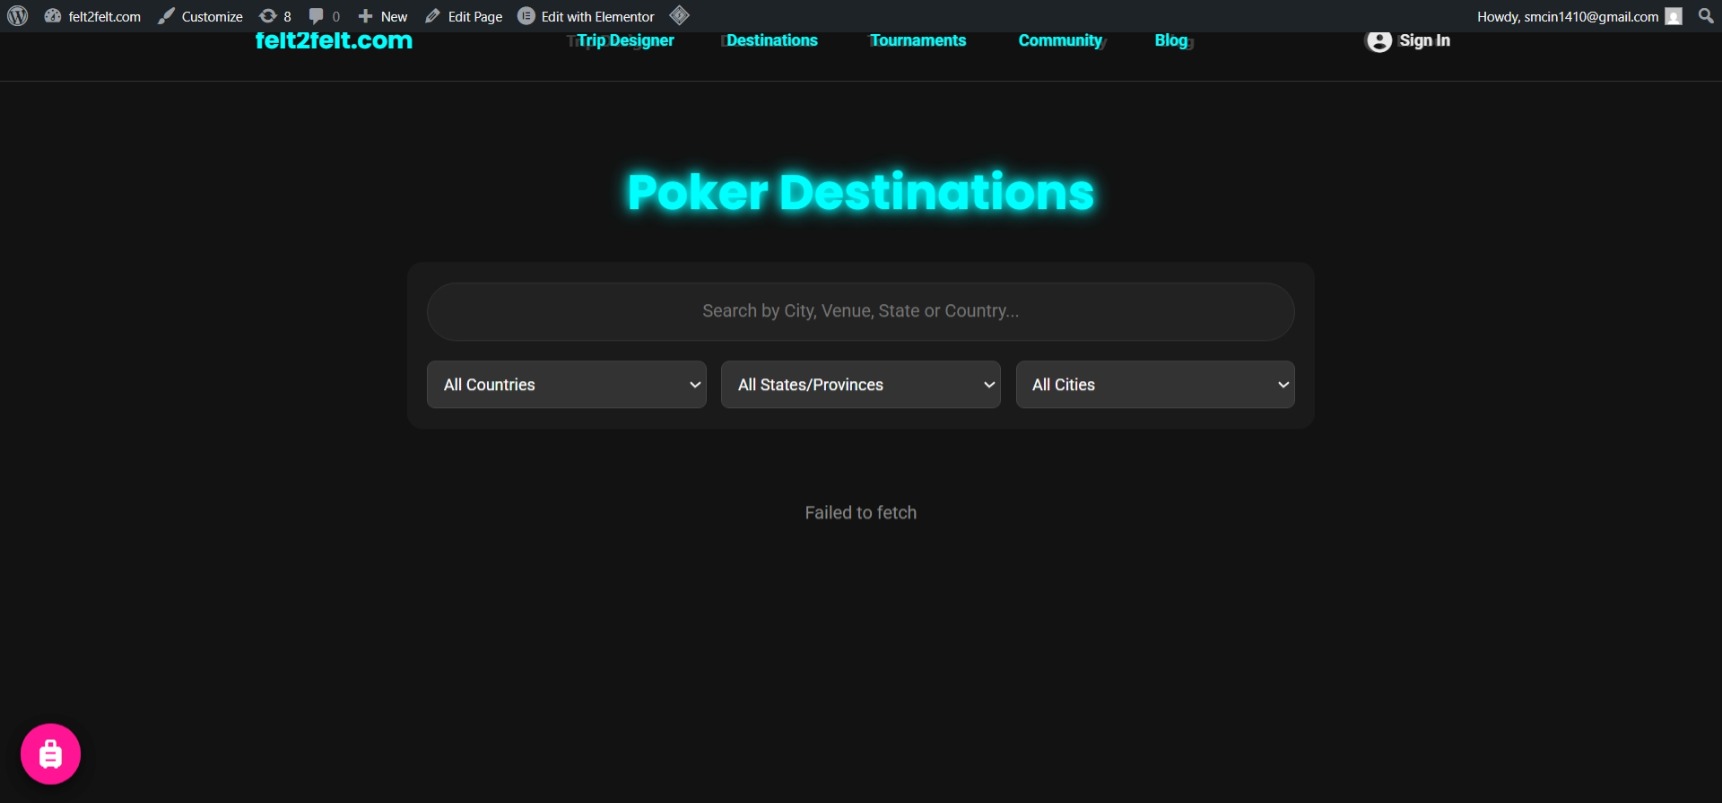 felt2felt.com Customize 8 0 New Edit Page Edit with Elementor Howdy, smcin1410@gmail.com
felt2felt.com Trip Designer Destinations Tournaments Community Blog Sign In
Poker Destinations
Search by City, Venue, State or Country...
All Countries All States/Provinces All Cities
Failed to fetch